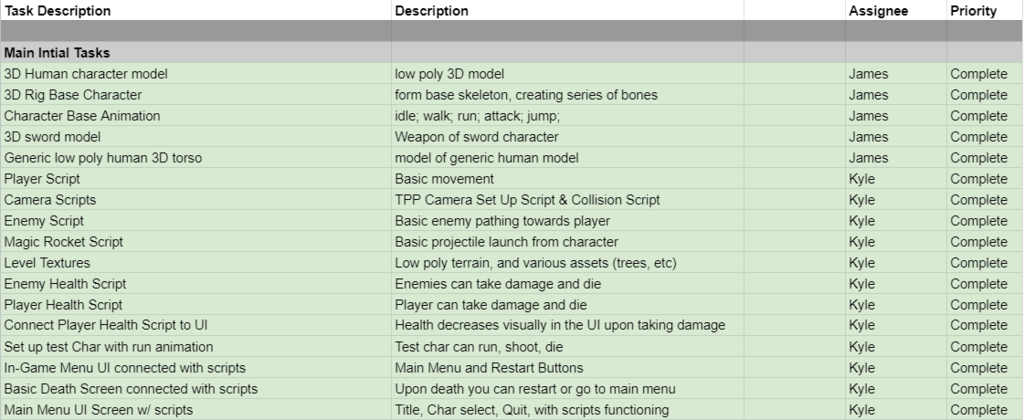 Task Description Description Assignee Priority
Main Intial Tasks
3D Human character model low poly 3D model James Complete
3D Rig Base Character form base skeleton, creating series of bones James Complete
Character Base Animation idle; walk; run; attack; jump; James Complete
3D sword model Weapon of sword character James Complete
Generic low poly human 3D torso model of generic human model James Complete
Player Script Basic movement Kyle Complete
Camera Scripts TPP Camera Set Up Script & Collision Script Kyle Complete
Enemy Script Basic enemy pathing towards player Kyle Complete
Magic Rocket Script Basic projectile launch from character Kyle Complete
Level Textures Low poly terrain, and various assets (trees, etc) Kyle Complete
Enemy Health Script Enemies can take damage and die Kyle Complete
Player Health Script Player can take damage and die Kyle Complete
Connect Player Health Script to UI Health decreases visually in the UI upon taking damage Kyle Complete
Set up test Char with run animation Test char can run, shoot, die Kyle Complete
In-Game Menu UI connected with scripts Main Menu and Restart Buttons Kyle Complete
Basic Death Screen connected with scripts Upon death you can restart or go to main menu Kyle Complete
Main Menu UI Screen w/ scripts Title, Char select, Quit, with scripts functioning Kyle Complete